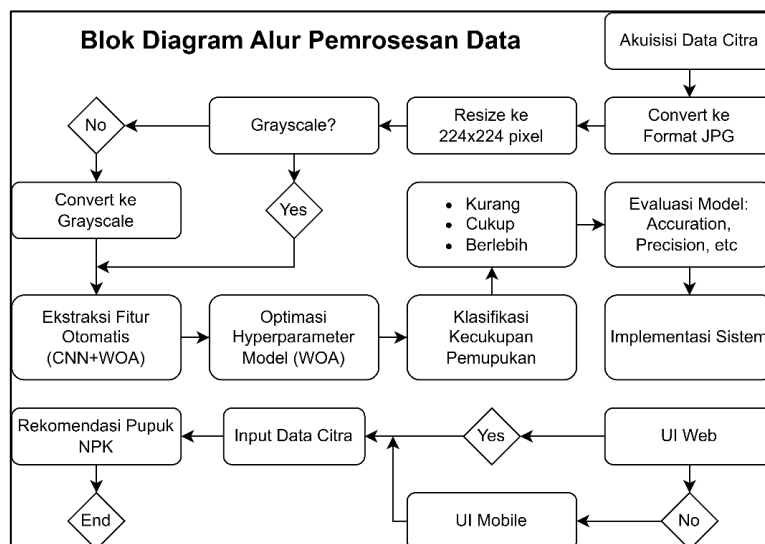 Blok Diagram Alur Pemrosesan Data
Akuisisi Data Citra
Convert ke
Format JPG
Resize ke
224x224 pixel
Grayscale?
No
Yes
Convert ke
Grayscale
Ekstraksi Fitur
Otomatis
(CNN+WOA)
Optimasi
Hyperparameter
Model (WOA)
Klasifikasi
Kecukupan
Pemupukan
• Kurang
• Cukup
• Berlebih
Evaluasi Model:
Accuration,
Precision, etc
Implementasi Sistem
UI Web
Yes
No
UI Mobile
Input Data Citra
Rekomendasi Pupuk
NPK
End